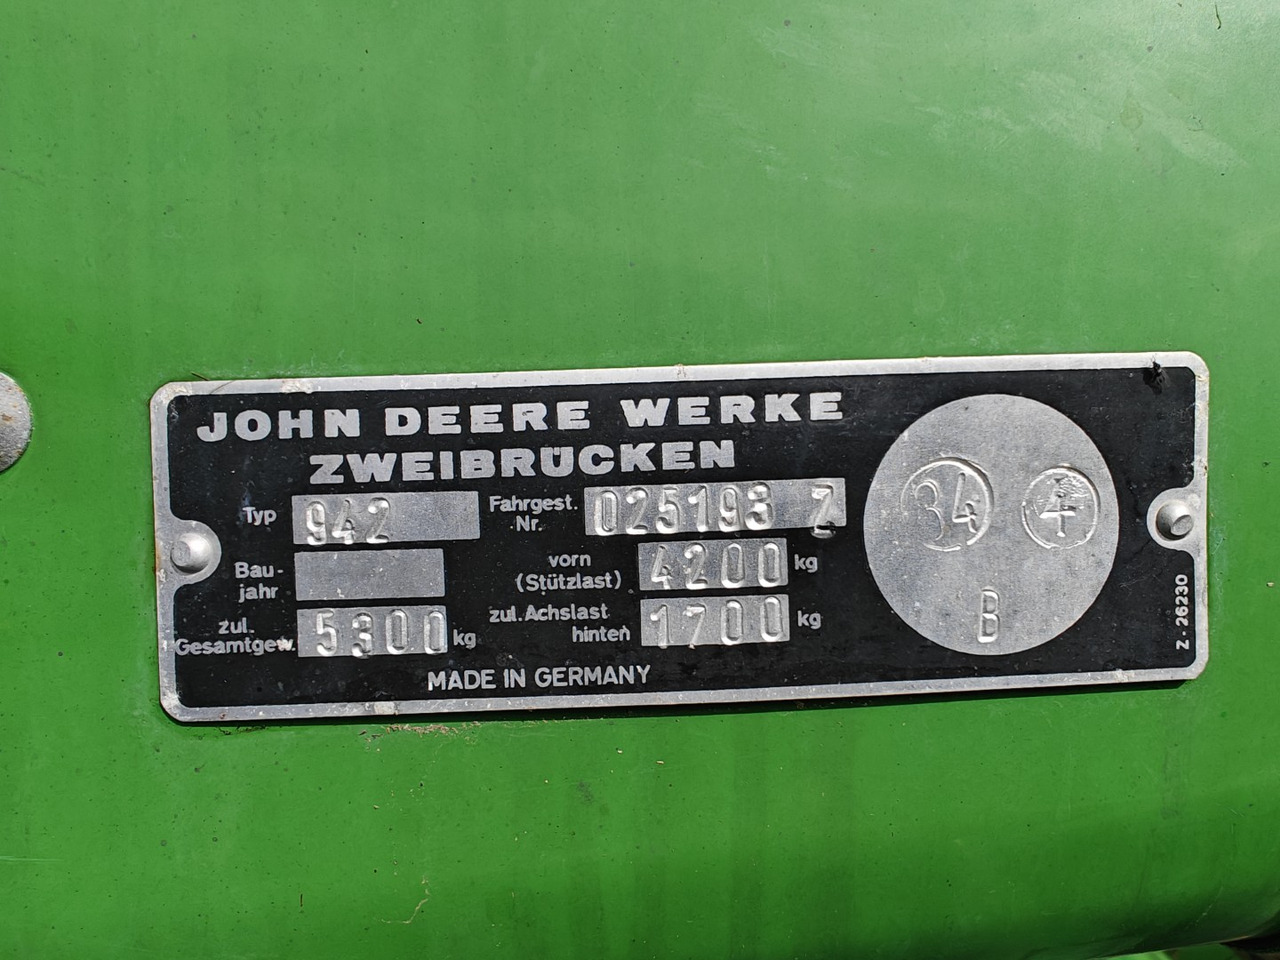 JOHN DEERE WERKE
ZWEIBRÜCKEN
Typ 942 Fahrgest. Nr. 025193 Z
Bau-jahr
vorn (Stützlast) 4200 kg
zul. Gesamtgew. 5300 kg
zul. Achslast hinten 1700 kg
MADE IN GERMANY
34
4
B
Z-26230